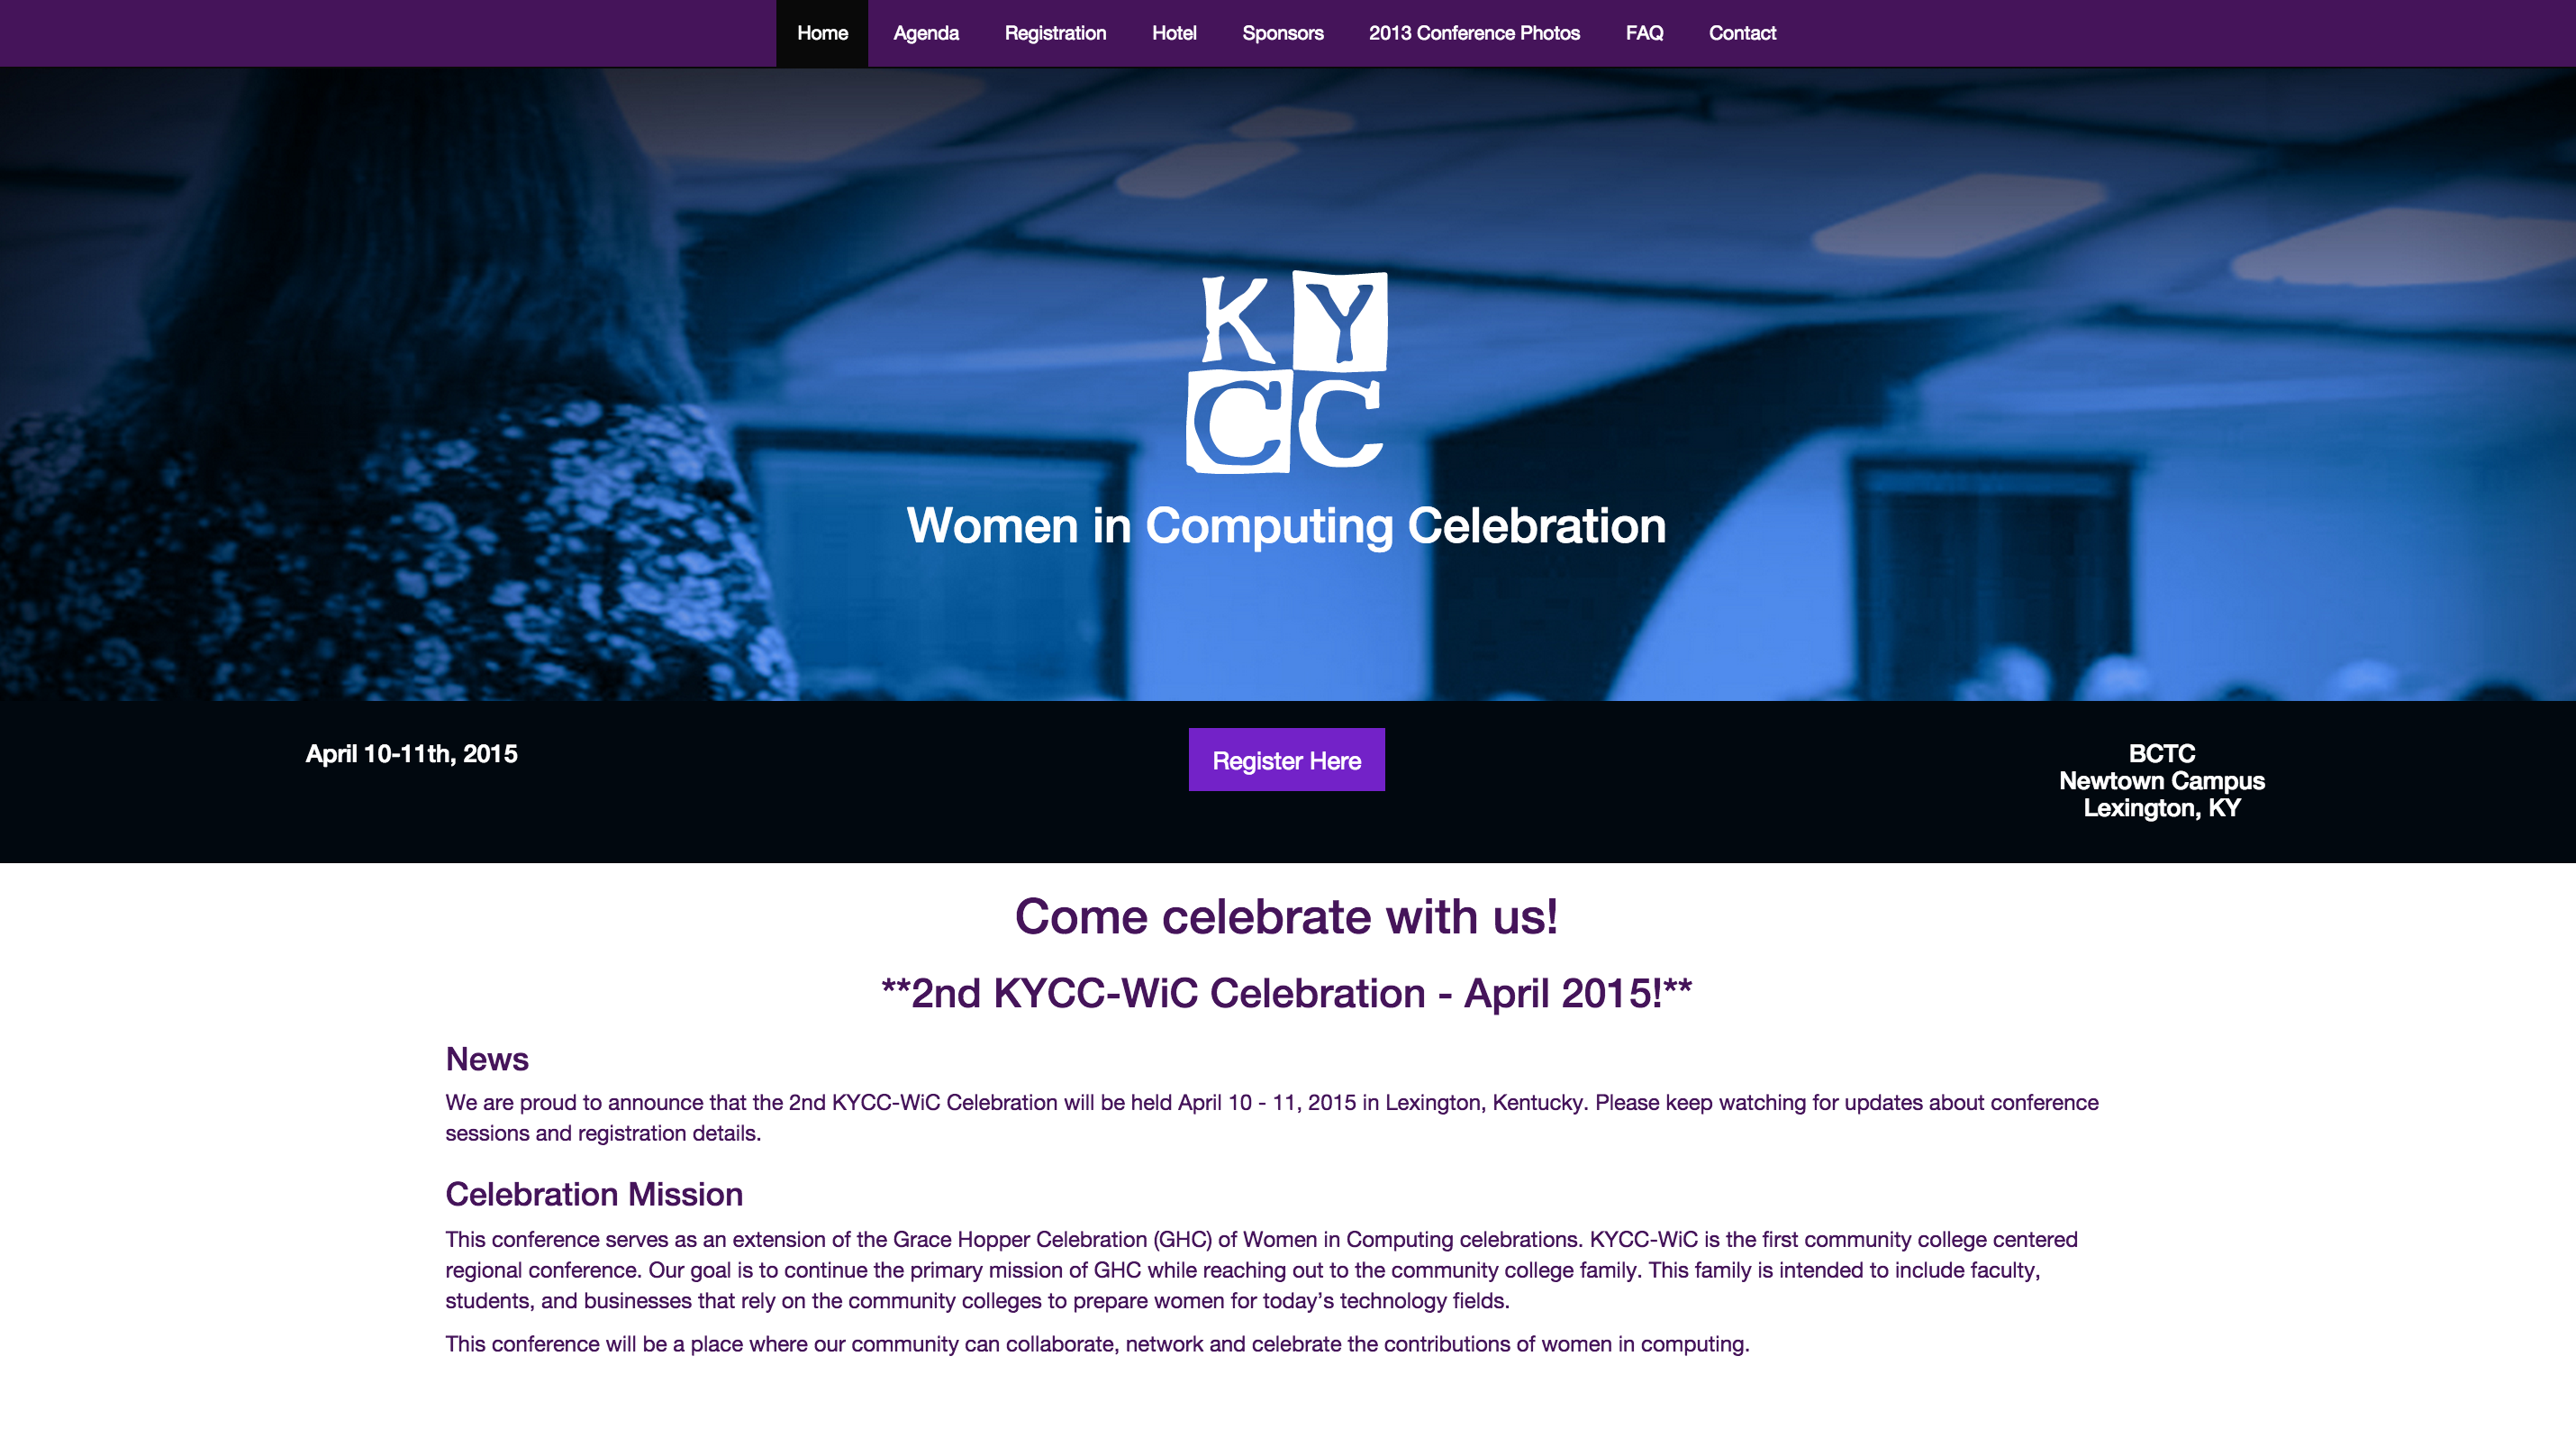 Home Agenda Registration Hotel Sponsors 2013 Conference Photos FAQ Contact
K Y
C C
Women in Computing Celebration
April 10-11th, 2015
Register Here
BCTC
Newtown Campus
Lexington, KY
Come celebrate with us!
**2nd KYCC-WiC Celebration - April 2015!**
News
We are proud to announce that the 2nd KYCC-WiC Celebration will be held April 10 - 11, 2015 in Lexington, Kentucky. Please keep watching for updates about conference
sessions and registration details.
Celebration Mission
This conference serves as an extension of the Grace Hopper Celebration (GHC) of Women in Computing celebrations. KYCC-WiC is the first community college centered
regional conference. Our goal is to continue the primary mission of GHC while reaching out to the community college family. This family is intended to include faculty,
students, and businesses that rely on the community colleges to prepare women for today’s technology fields.
This conference will be a place where our community can collaborate, network and celebrate the contributions of women in computing.